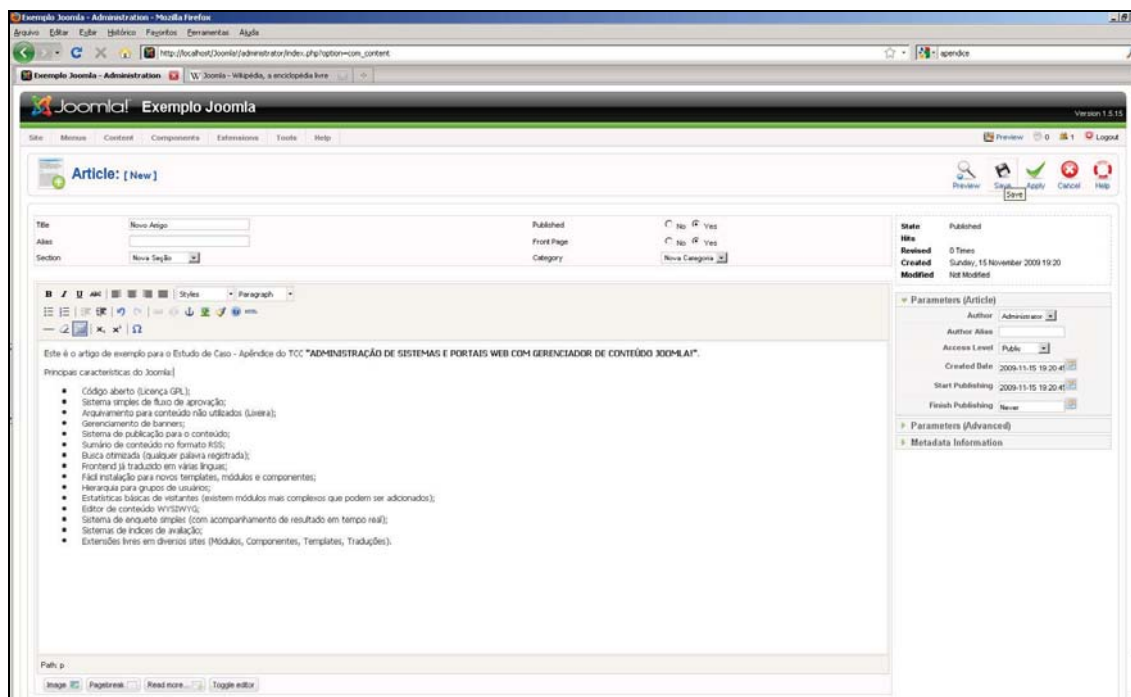 Exemplo Joomla - Administration - Mozilla Firefox
Arquivo Editar Exibir Histórico Favoritos Ferramentas Ajuda
http://localhost/Joomla!/administrator/index.php?option=com_content
apendice
Exemplo Joomla - Administration
Joomla - Wikipédia, a enciclopédia livre
Joomla! Exemplo Joomla
Version 1.5.15
Site Menus Content Components Extensions Tools Help
Preview 0 1 Logout
Article: [ New ]
Preview Save Apply Cancel Help
Save
Title Novo Artigo Published No Yes
Alias Front Page No Yes
Section Nova Seção Category Nova Categoria
State Published
Hits
Revised 0 Times
Created Sunday, 15 November 2009 19:20
Modified Not Modified
B I U ABC Styles Paragraph
HTML
Este é o artigo de exemplo para o Estudo de Caso - Apêndice do TCC "ADMINISTRAÇÃO DE SISTEMAS E PORTAIS WEB COM GERENCIADOR DE CONTEÚDO JOOMLA!".
Principais características do Joomla:
Código aberto (Licença GPL);
Sistema simples de fluxo de aprovação;
Arquivamento para conteúdo não utilizados (Lixeira);
Gerenciamento de banners;
Sistema de publicação para o conteúdo;
Sumário de conteúdo no formato RSS;
Busca otimizada (qualquer palavra registrada);
Frontend já traduzido em várias línguas;
Fácil instalação para novos templates, módulos e componentes;
Hierarquia para grupos de usuários;
Estatísticas básicas de visitantes (existem módulos mais complexos que podem ser adicionados);
Editor de conteúdo WYSIWYG;
Sistema de enquete simples (com acompanhamento de resultado em tempo real);
Sistemas de índices de avaliação;
Extensões livres em diversos sites (Módulos, Componentes, Templates, Traduções).
Path: p
Image Pagebreak Read more... Toggle editor
Parameters (Article)
Author Administrator
Author Alias
Access Level Public
Created Date 2009-11-15 19:20:4
Start Publishing 2009-11-15 19:20:4
Finish Publishing Never
Parameters (Advanced)
Metadata Information